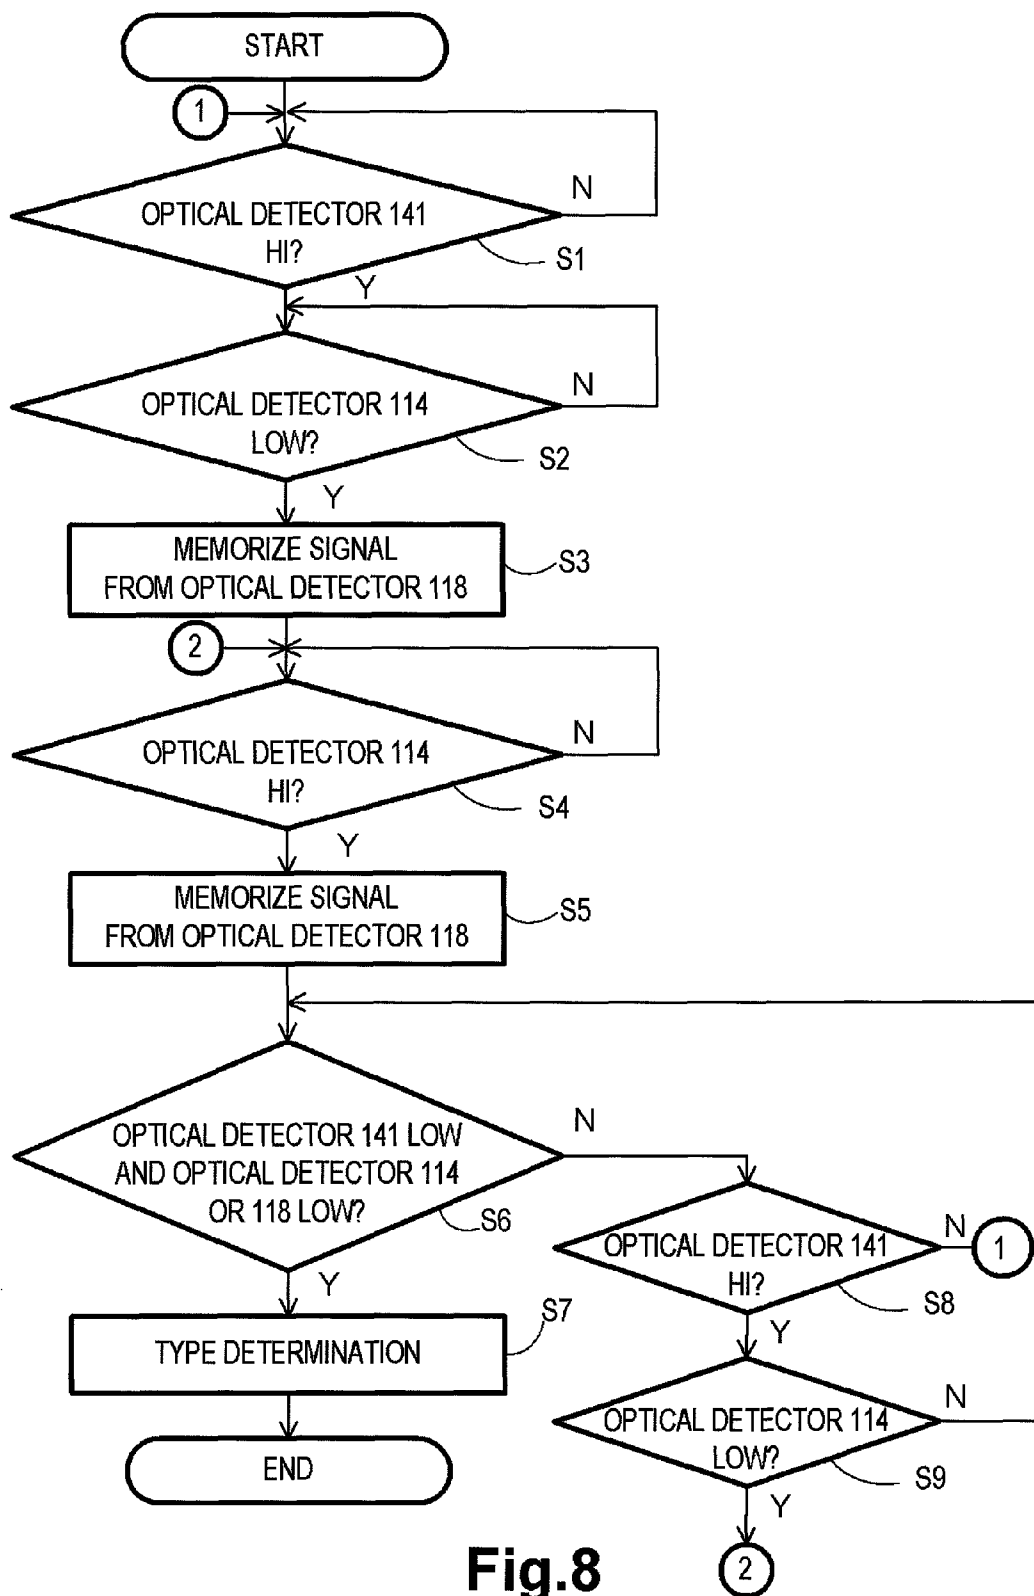 START
1
OPTICAL DETECTOR 141
HI?
N
S1
Y
OPTICAL DETECTOR 114
LOW?
N
S2
Y
MEMORIZE SIGNAL
FROM OPTICAL DETECTOR 118
S3
2
OPTICAL DETECTOR 114
HI?
N
S4
Y
MEMORIZE SIGNAL
FROM OPTICAL DETECTOR 118
S5
OPTICAL DETECTOR 141 LOW
AND OPTICAL DETECTOR 114
OR 118 LOW?
N
S6
Y
TYPE DETERMINATION
S7
END
OPTICAL DETECTOR 141
HI?
N
1
S8
Y
OPTICAL DETECTOR 114
LOW?
N
S9
Y
2
Fig.8